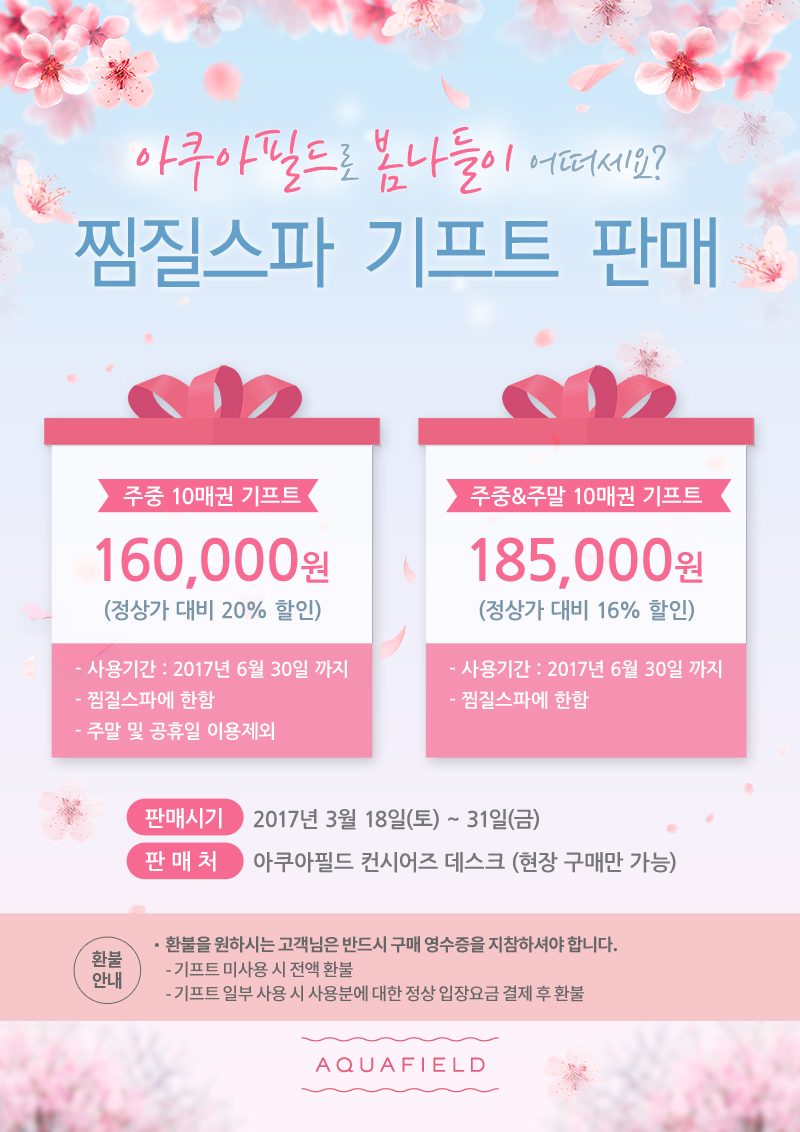 아쿠아필드로 봄나들이 어떠세요?
찜질스파 기프트 판매
주중 10매권 기프트
160,000원
(정상가 대비 20% 할인)
- 사용기간 : 2017년 6월 30일 까지
- 찜질스파에 한함
- 주말 및 공휴일 이용제외
주중&주말 10매권 기프트
185,000원
(정상가 대비 16% 할인)
- 사용기간 : 2017년 6월 30일 까지
- 찜질스파에 한함
판매시기 2017년 3월 18일(토) ~ 31일(금)
판 매 처 아쿠아필드 컨시어즈 데스크 (현장 구매만 가능)
환불
안내
• 환불을 원하시는 고객님은 반드시 구매 영수증을 지참하셔야 합니다.
- 기프트 미사용 시 전액 환불
- 기프트 일부 사용 시 사용분에 대한 정상 입장요금 결제 후 환불
AQUAFIELD